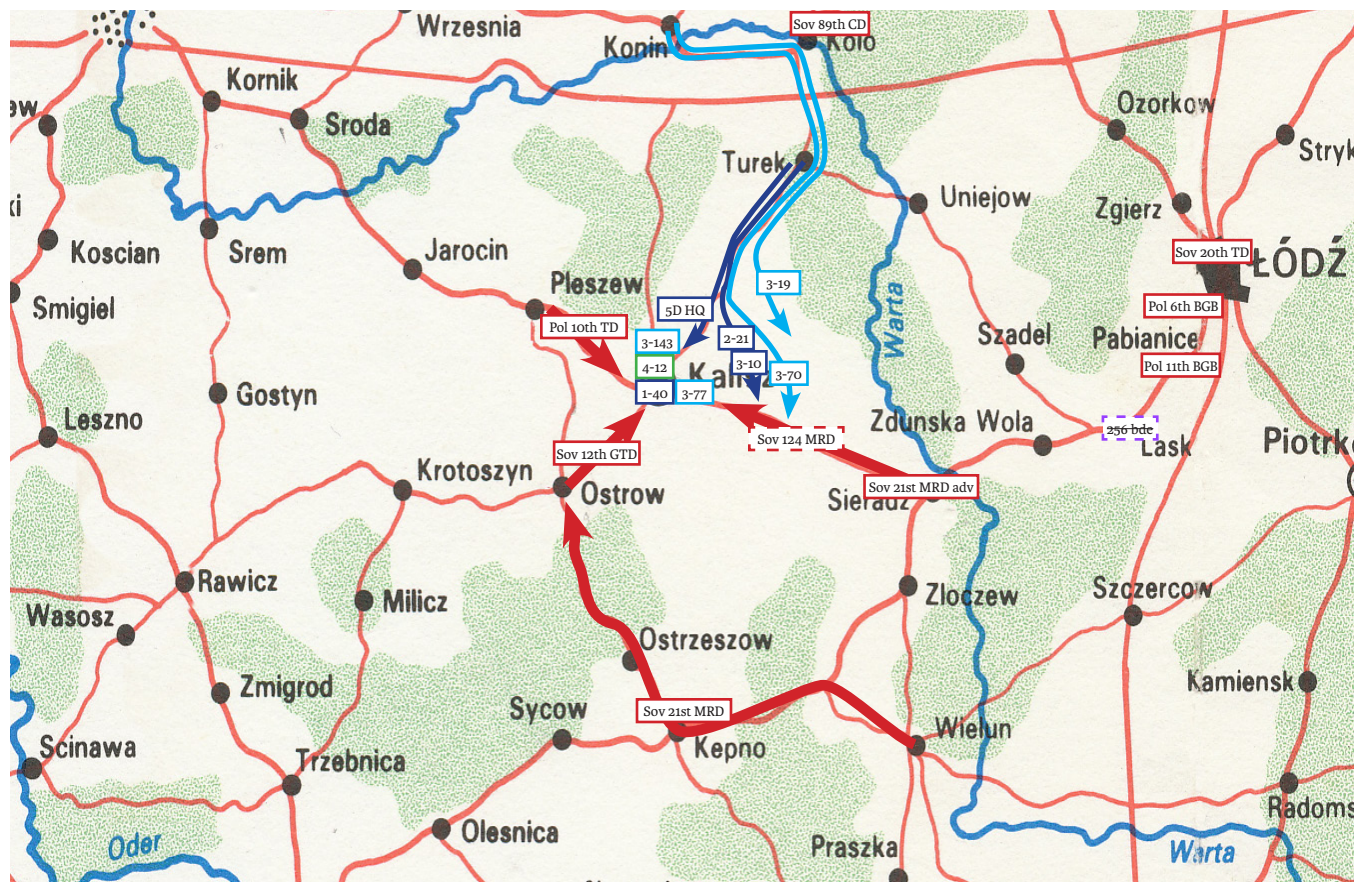 Wrzesnia
Konin
Sov 89th CD
Kolo
Kornik
ew
Sroda
Ozorkow
Stryk
Turek
Uniejow
Zgierz
ki
Koscian
Srem
Jarocin
Sov 20th TD
ŁÓDŹ
Smigiel
Pleszew
3-19
5D HQ
Pol 6th BGB
Pol 10th TD
3-143
2-21
Warta
Szadel
Pabianice
4-12
3-10
3-70
Pol 11th BGB
Kalisz
1-40
3-77
Gostyn
Leszno
Zdunska Wola
256 bde
Lask
Piotrk
Sov 124 MRD
Sov 12th GTD
Krotoszyn
Ostrow
Sov 21st MRD adv
Sieradz
Rawicz
Wasosz
Milicz
Zloczew
Szczercow
Ostrzeszow
Zmigrod
Kamiensk
Sycow
Sov 21st MRD
Kepno
Wielun
Scinawa
Trzebnica
Radoms
Olesnica
Oder
Praszka
Warta